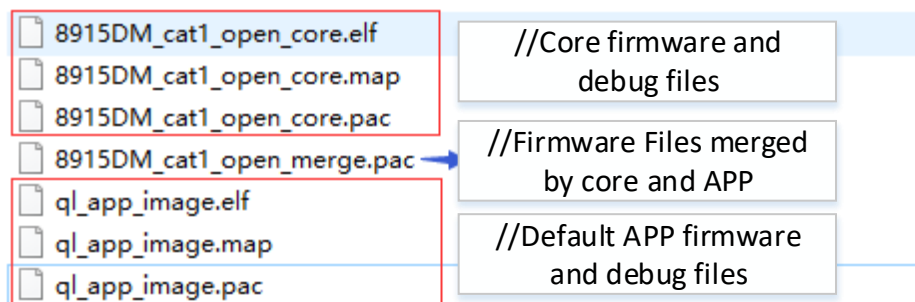 8915DM_cat1_open_core.elf
8915DM_cat1_open_core.map
8915DM_cat1_open_core.pac
//Core firmware and
debug files
8915DM_cat1_open_merge.pac
//Firmware Files merged
by core and APP
ql_app_image.elf
ql_app_image.map
ql_app_image.pac
//Default APP firmware
and debug files